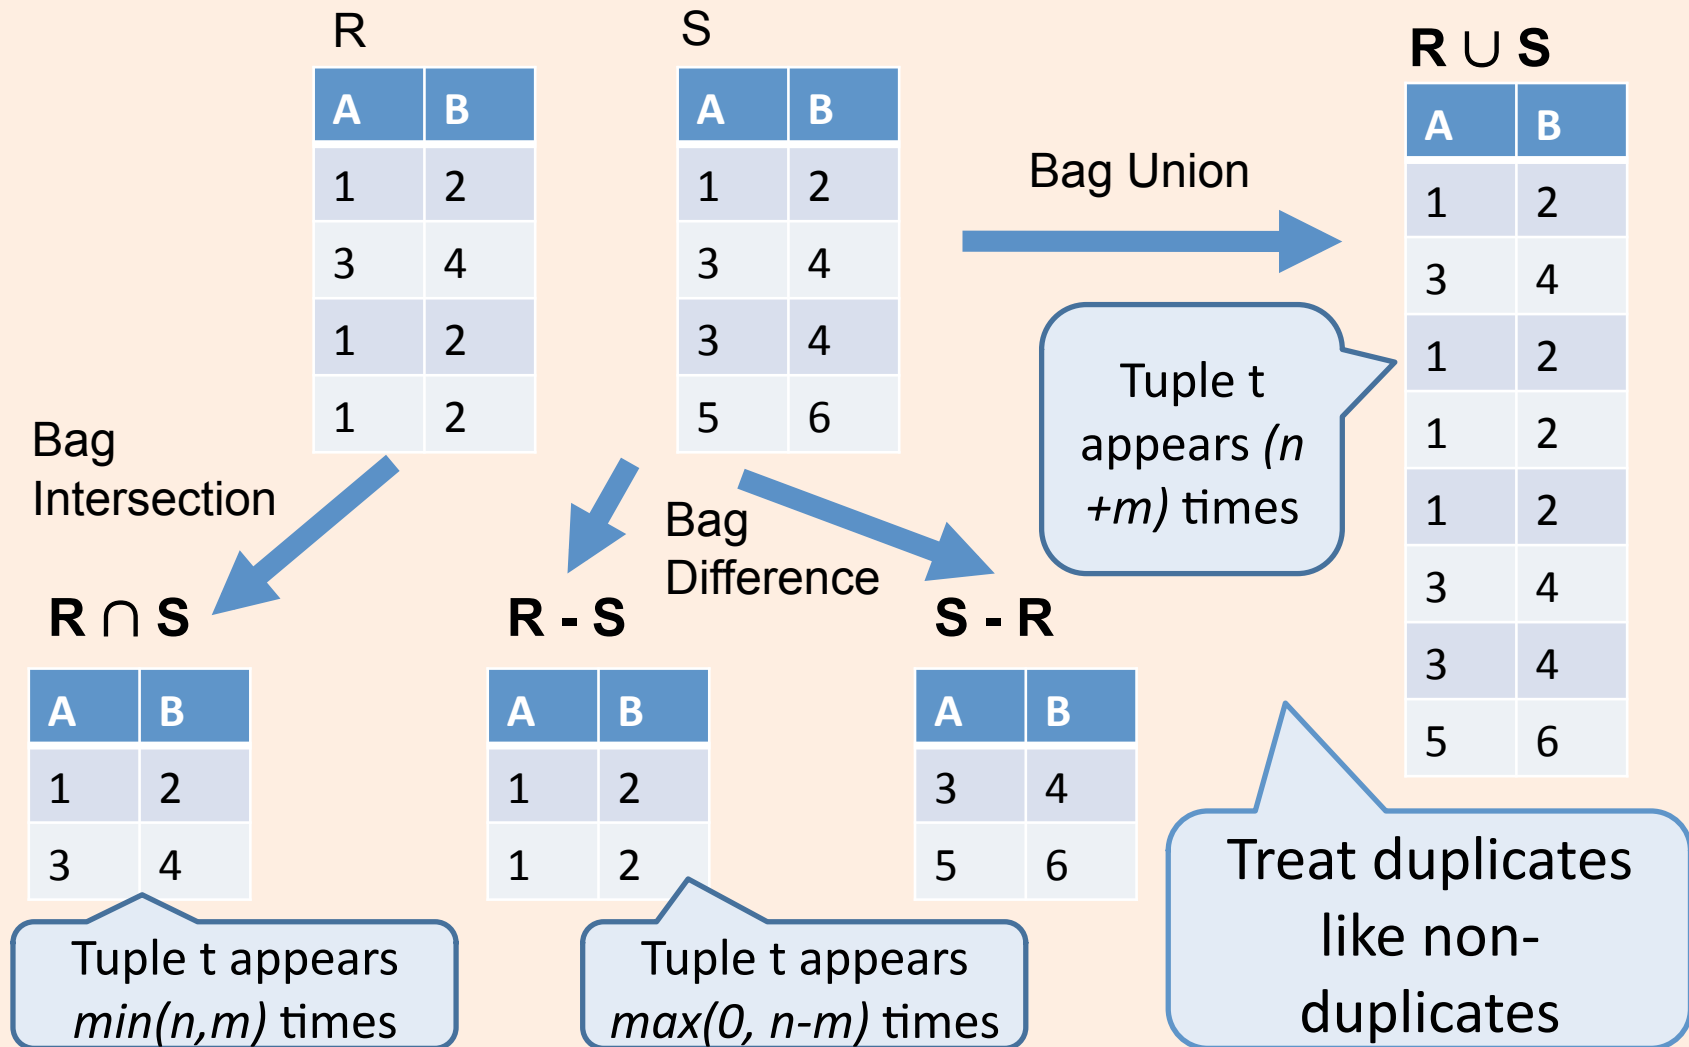 R
A B
1 2
3 4
1 2
1 2
S
A B
1 2
3 4
3 4
5 6
Bag Union
R ∪ S
A B
1 2
3 4
1 2
1 2
1 2
3 4
3 4
5 6
Tuple t
appears (n
+m) times
Bag
Intersection
Bag
Difference
R ∩ S
A B
1 2
3 4
R - S
A B
1 2
1 2
S - R
A B
3 4
5 6
Tuple t appears
min(n,m) times
Tuple t appears
max(0, n-m) times
Treat duplicates
like non-
duplicates